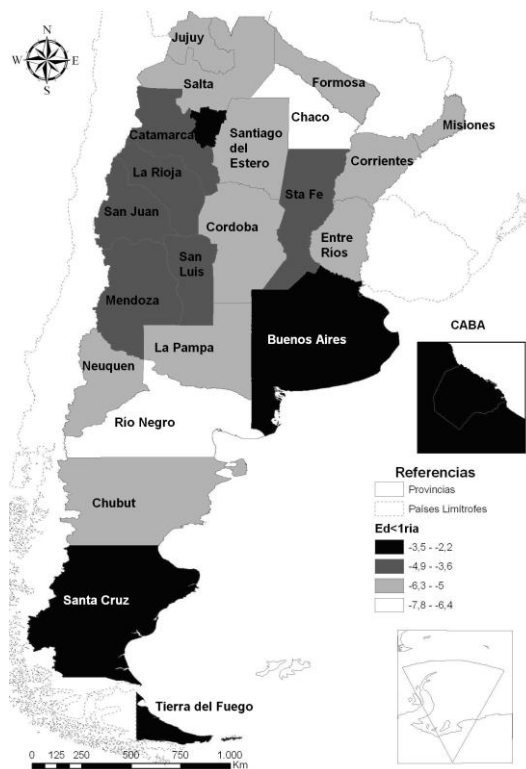 N
W E
S
Jujuy
Salta
Formosa
Chaco
Misiones
Catamarca
Santiago
del
Estero
Corrientes
La Rioja
Sta Fe
San Juan
Cordoba
Entre
Rios
San
Luis
Mendoza
CABA
Buenos Aires
La Pampa
Neuquen
Río Negro
Referencias
Provincias
Países Limítrofes
Chubut
Ed<1ria
-3,5 - -2,2
-4,9 - -3,6
-6,3 - -5
-7,8 - -6,4
Santa Cruz
Tierra del Fuego
0 125 250 500 750 1.000
Km